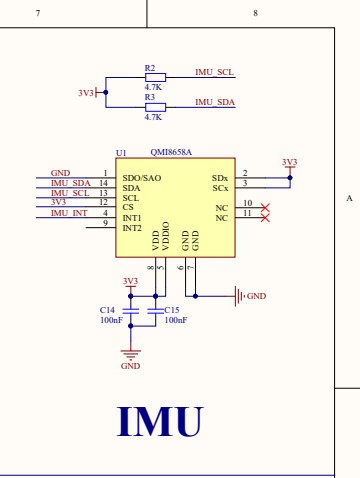 7 8
R2 IMU_SCL
4.7K
3V3
R3 IMU_SDA
4.7K
A
U1 QMI8658A
3V3
GND 1 SDO/SAO SDx 2
IMU_SDA 14 SDA SCx 3
IMU_SCL 13 SCL
3V3 12 CS NC 10
IMU_INT 4 INT1 NC 11
9 INT2
VDD VDDIO GND GND
8 5 6 7
3V3
GND
C14 C15
100nF 100nF
GND
IMU